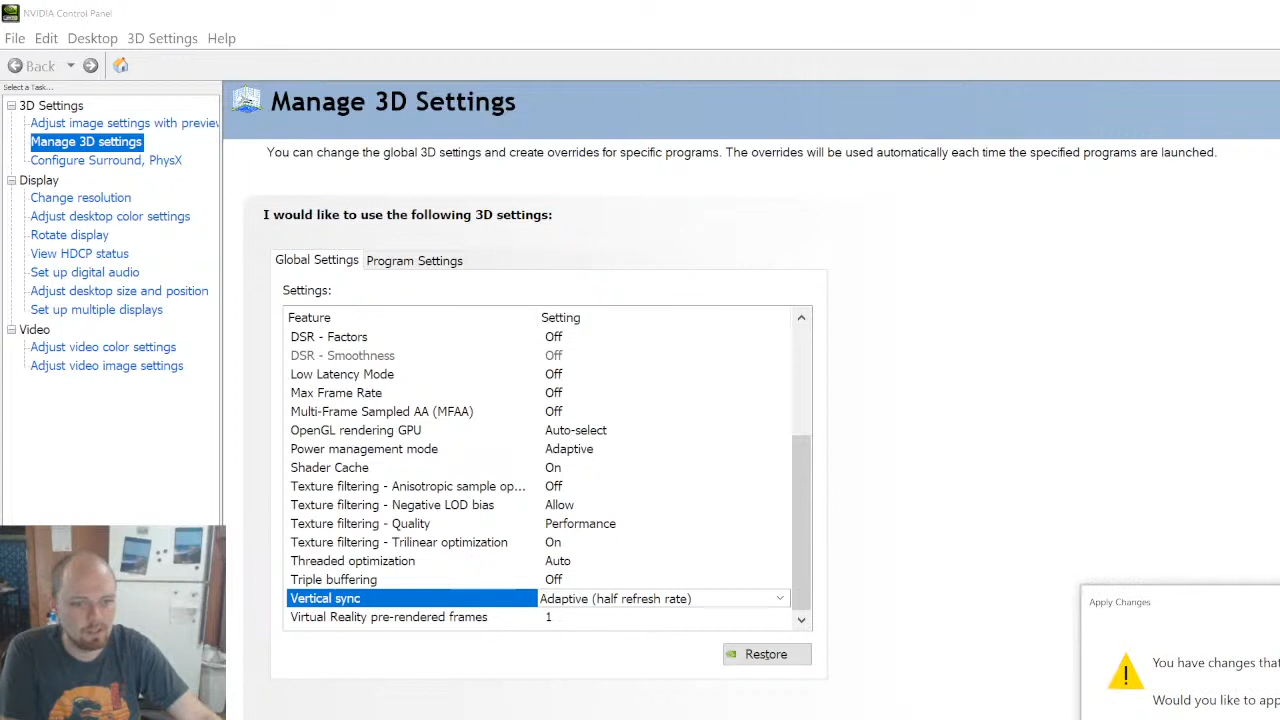 NVIDIA Control Panel
File Edit Desktop 3D Settings Help
Back
Select a Task...
3D Settings
Adjust image settings with preview
Manage 3D settings
Configure Surround, PhysX
Display
Change resolution
Adjust desktop color settings
Rotate display
View HDCP status
Set up digital audio
Adjust desktop size and position
Set up multiple displays
Video
Adjust video color settings
Adjust video image settings
Manage 3D Settings
You can change the global 3D settings and create overrides for specific programs. The overrides will be used automatically each time the specified programs are launched.
I would like to use the following 3D settings:
Global Settings Program Settings
Settings:
Feature Setting
DSR - Factors Off
DSR - Smoothness Off
Low Latency Mode Off
Max Frame Rate Off
Multi-Frame Sampled AA (MFAA) Off
OpenGL rendering GPU Auto-select
Power management mode Adaptive
Shader Cache On
Texture filtering - Anisotropic sample op... Off
Texture filtering - Negative LOD bias Allow
Texture filtering - Quality Performance
Texture filtering - Trilinear optimization On
Threaded optimization Auto
Triple buffering Off
Vertical sync Adaptive (half refresh rate)
Virtual Reality pre-rendered frames 1
Restore
Apply Changes
You have changes that
Would you like to app